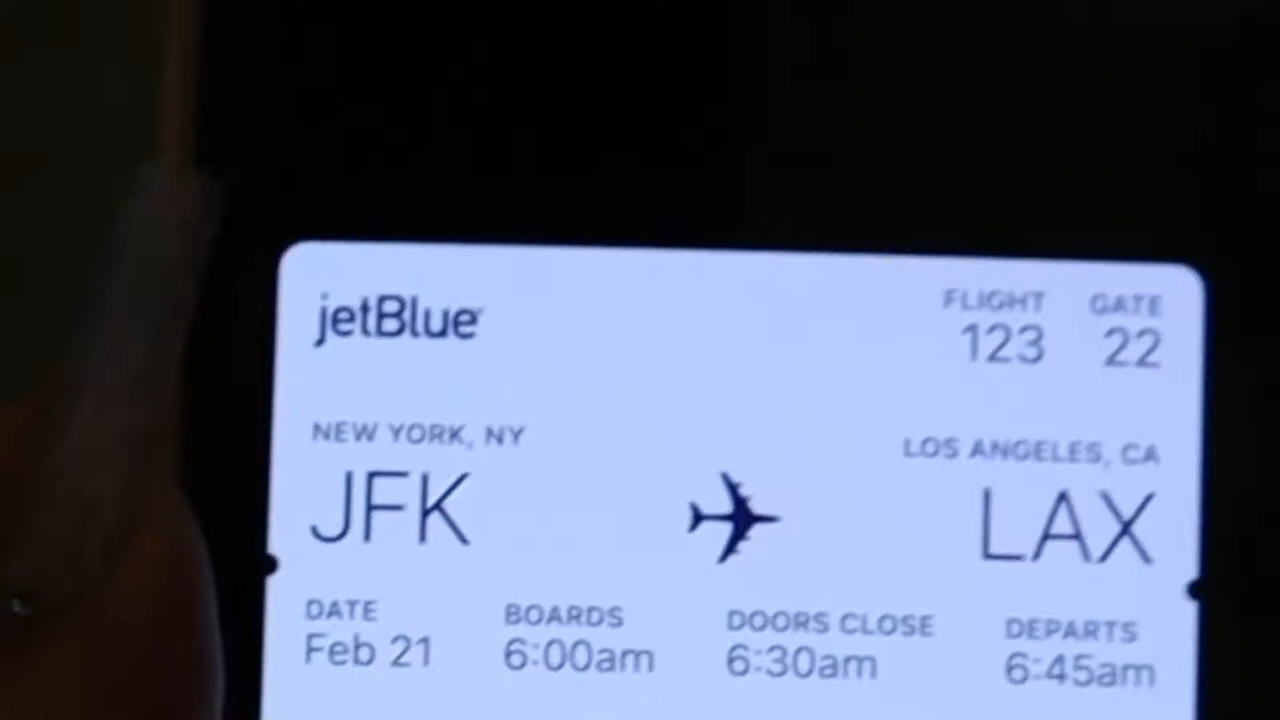 jetBlue
FLIGHT GATE
123 22
NEW YORK, NY LOS ANGELES, CA
JFK LAX
DATE BOARDS DOORS CLOSE DEPARTS
Feb 21 6:00am 6:30am 6:45am